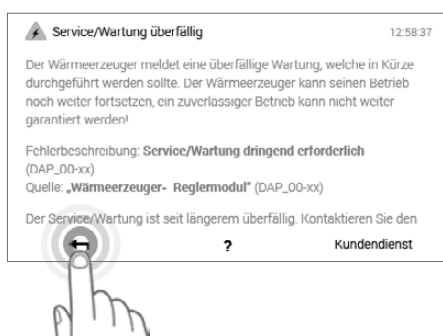 Service/Wartung überfällig 12:58:37
Der Wärmeerzeuger meldet eine überfällige Wartung, welche in Kürze
durchgeführt werden sollte. Der Wärmeerzeuger kann seinen Betrieb
noch weiter fortsetzen, ein zuverlässiger Betrieb kann nicht weiter
garantiert werden!
Fehlerbeschreibung: Service/Wartung dringend erforderlich
(DAP_00-xx)
Quelle: „Wärmeerzeuger- Reglermodul" (DAP_00-xx)
Der Service/Wartung ist seit längerem überfällig. Kontaktieren Sie den
? Kundendienst